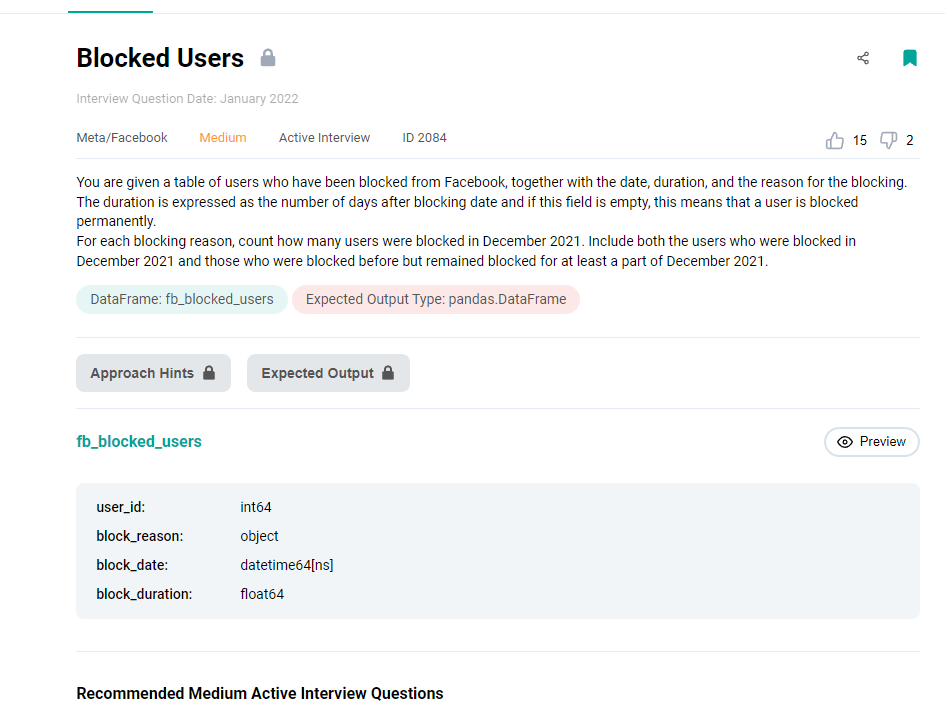 Blocked Users
Interview Question Date: January 2022
Meta/Facebook Medium Active Interview ID 2084 15 2
You are given a table of users who have been blocked from Facebook, together with the date, duration, and the reason for the blocking.
The duration is expressed as the number of days after blocking date and if this field is empty, this means that a user is blocked
permanently.
For each blocking reason, count how many users were blocked in December 2021. Include both the users who were blocked in
December 2021 and those who were blocked before but remained blocked for at least a part of December 2021.
DataFrame: fb_blocked_users Expected Output Type: pandas.DataFrame
Approach Hints Expected Output
fb_blocked_users Preview
user_id: int64
block_reason: object
block_date: datetime64[ns]
block_duration: float64
Recommended Medium Active Interview Questions